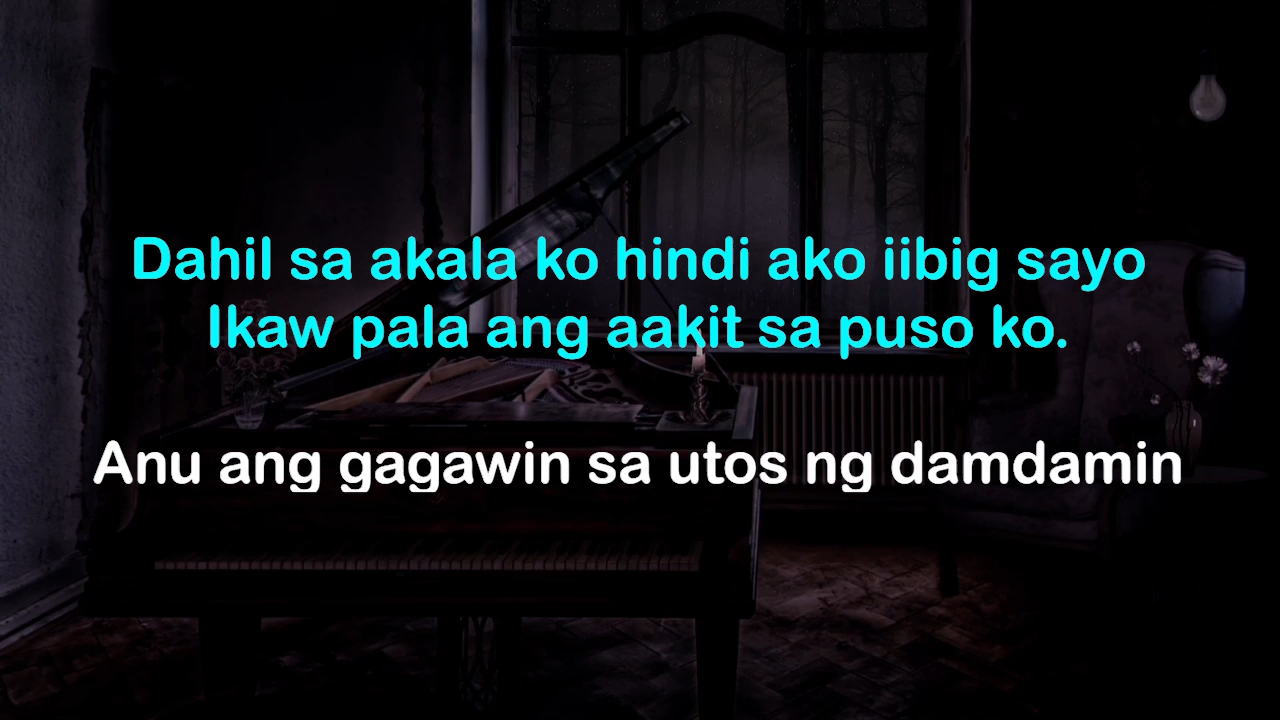 Dahil sa akala ko hindi ako iibig sayo
Ikaw pala ang aakit sa puso ko.
Anu ang gagawin sa utos ng damdamin